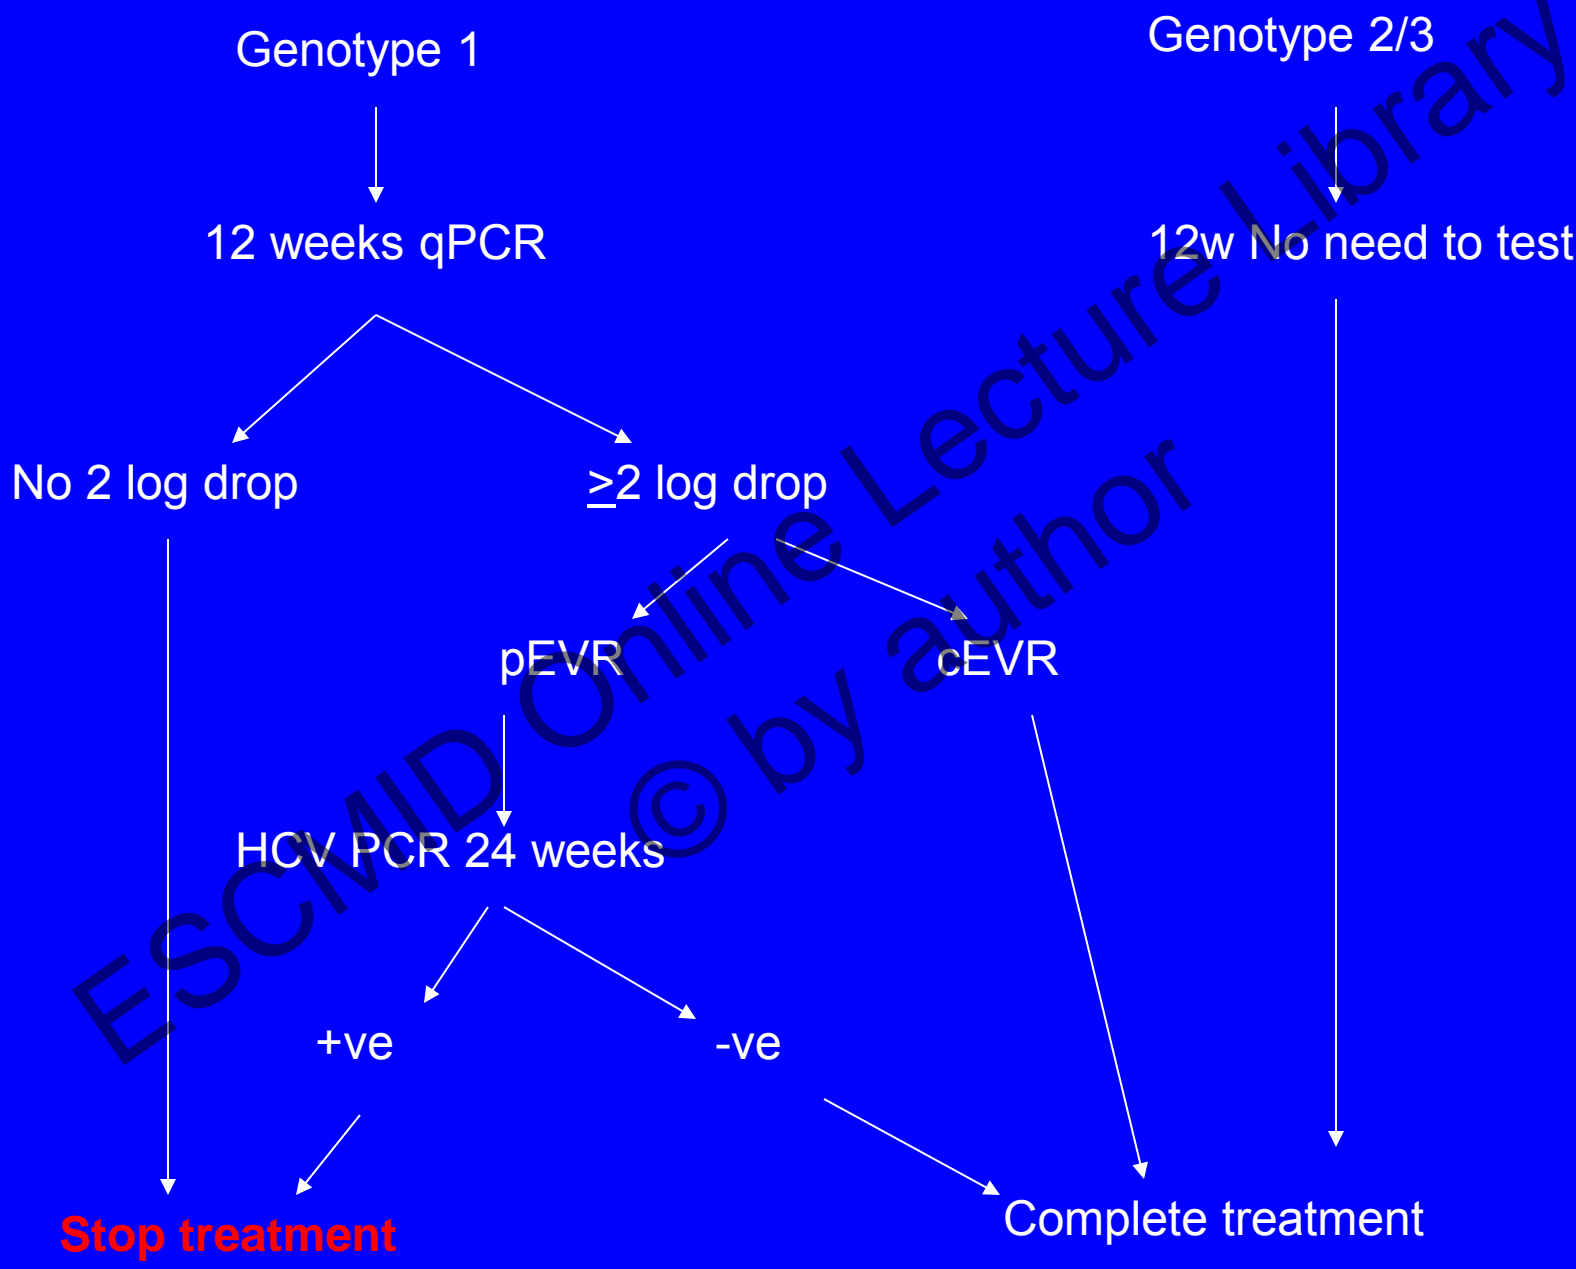 Genotype 1
Genotype 2/3
12 weeks qPCR
12w No need to test
No 2 log drop
≥2 log drop
pEVR
cEVR
HCV PCR 24 weeks
+ve
-ve
Stop treatment
Complete treatment
ESCMID Online Lecture Library
© by author